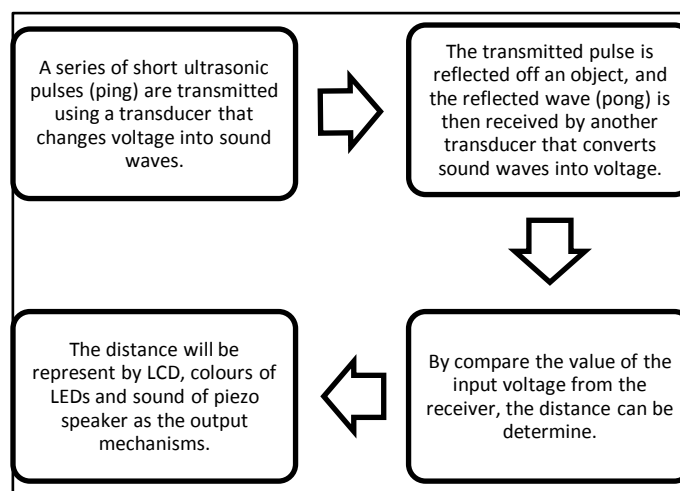 A series of short ultrasonic
pulses (ping) are transmitted
using a transducer that
changes voltage into sound
waves.
The transmitted pulse is
reflected off an object, and
the reflected wave (pong) is
then received by another
transducer that converts
sound waves into voltage.
By compare the value of the
input voltage from the
receiver, the distance can be
determine.
The distance will be
represent by LCD, colours of
LEDs and sound of piezo
speaker as the output
mechanisms.